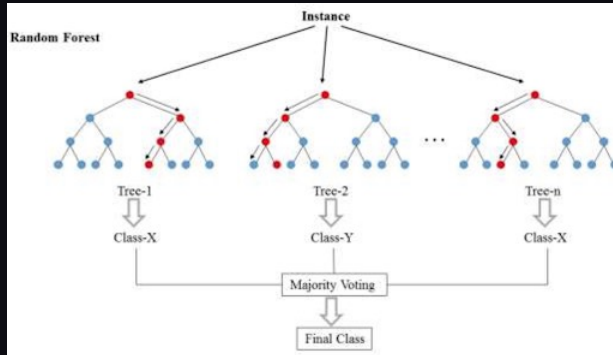 Instance
Random Forest
...
Tree-1 Tree-2 Tree-n
Class-X Class-Y Class-X
Majority Voting
Final Class